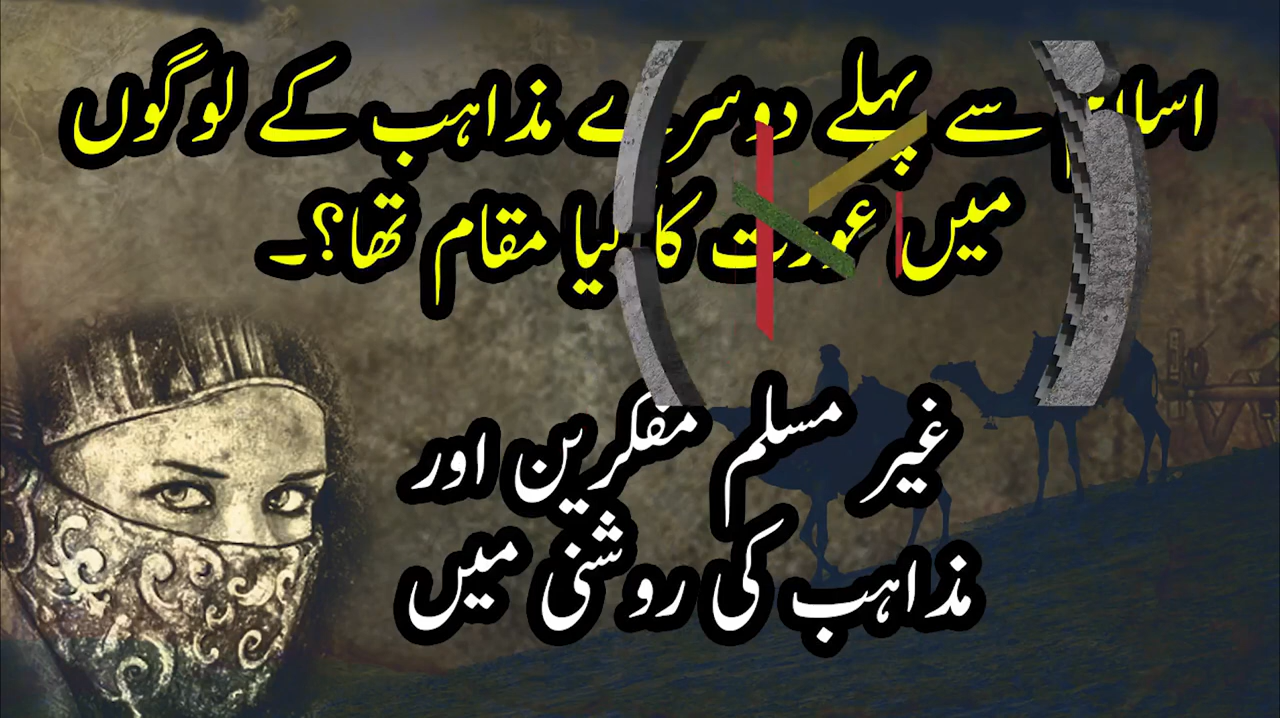 اسلام سے پہلے دوسرے مذاہب کے لوگوں
میں عورت کا کیا مقام تھا؟۔
غیر مسلم مفکرین اور
مذاہب کی روشنی میں